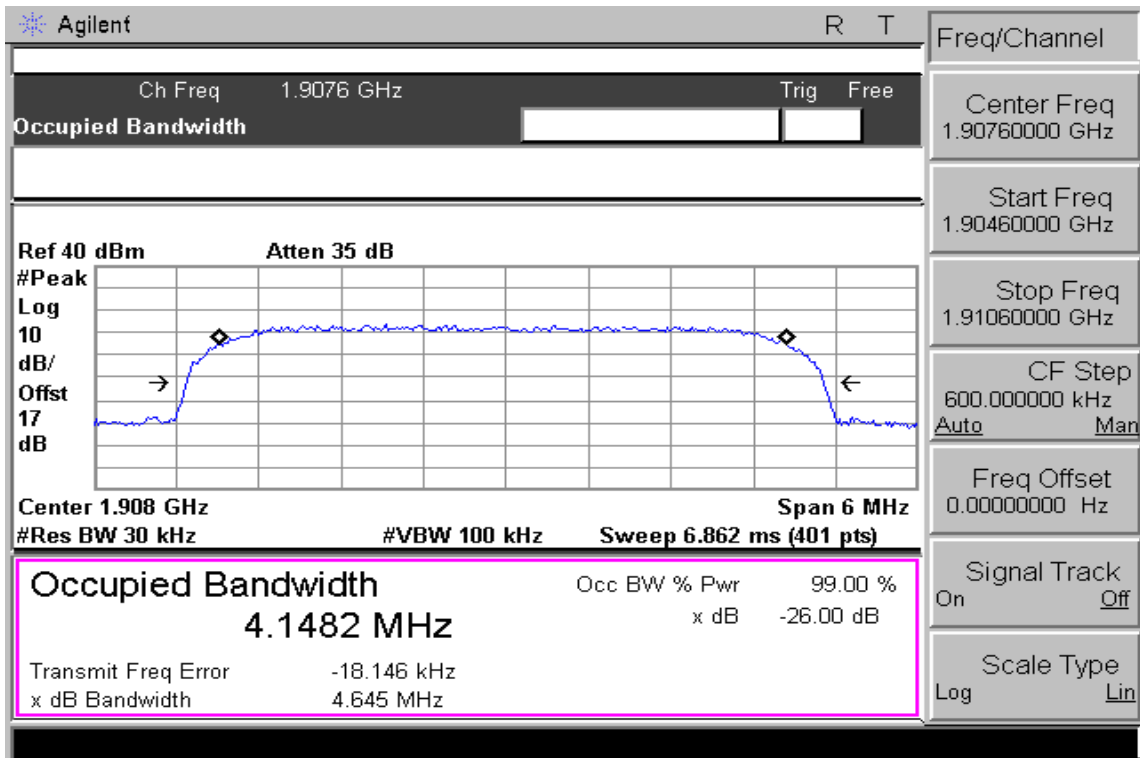 Agilent R T
Ch Freq 1.9076 GHz Trig Free
Occupied Bandwidth
Ref 40 dBm Atten 35 dB
#Peak
Log
10
dB/
Offst
17
dB
Center 1.908 GHz Span 6 MHz
#Res BW 30 kHz #VBW 100 kHz Sweep 6.862 ms (401 pts)
Occupied Bandwidth Occ BW % Pwr 99.00 %
4.1482 MHz x dB -26.00 dB
Transmit Freq Error -18.146 kHz
x dB Bandwidth 4.645 MHz
Freq/Channel
Center Freq
1.90760000 GHz
Start Freq
1.90460000 GHz
Stop Freq
1.91060000 GHz
CF Step
600.000000 kHz
Auto Man
Freq Offset
0.00000000 Hz
Signal Track
On Off
Scale Type
Log Lin